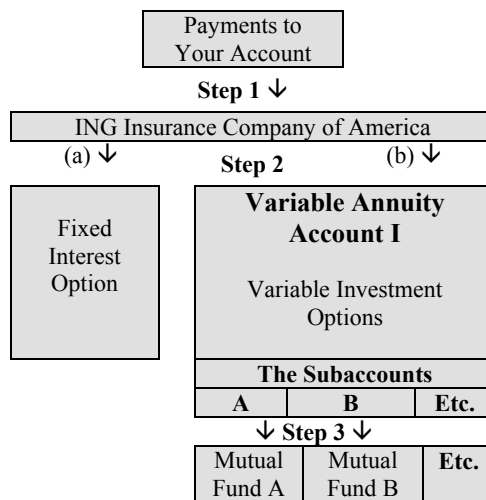 Payments to
Your Account
Step 1 ↓
ING Insurance Company of America
(a) ↓ Step 2 (b) ↓
Fixed
Interest
Option
Variable Annuity
Account I
Variable Investment
Options
The Subaccounts
A B Etc.
↓ Step 3 ↓
Mutual Mutual Etc.
Fund A Fund B